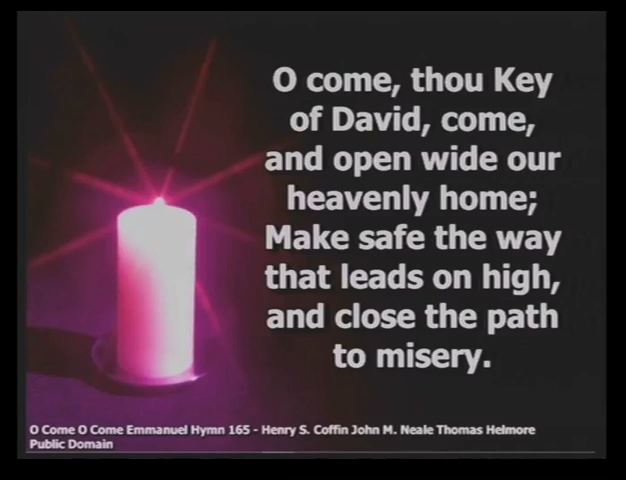 O come, thou Key
of David, come,
and open wide our
heavenly home;
Make safe the way
that leads on high,
and close the path
to misery.
O Come O Come Emmanuel Hymn 165 - Henry S. Coffin John M. Neale Thomas Helmore
Public Domain